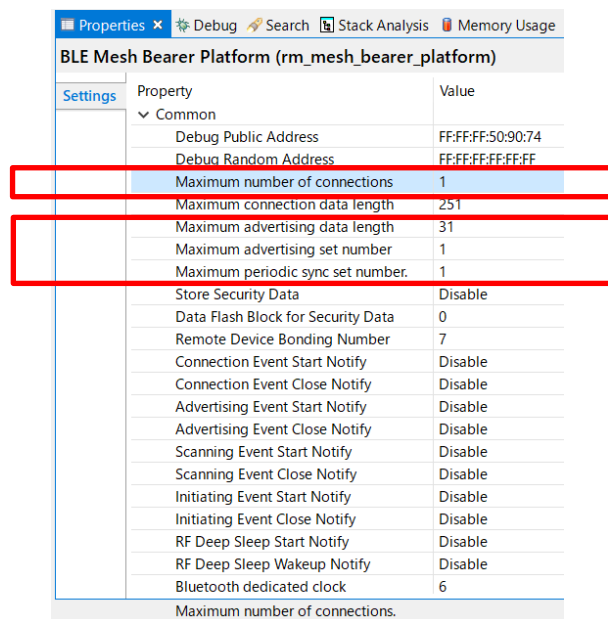 Properties Debug Search Stack Analysis Memory Usage
BLE Mesh Bearer Platform (rm_mesh_bearer_platform)
Settings Property Value
Common
Debug Public Address FF:FF:FF:50:90:74
Debug Random Address FF:FF:FF:FF:FF:FF
Maximum number of connections 1
Maximum connection data length 251
Maximum advertising data length 31
Maximum advertising set number 1
Maximum periodic sync set number. 1
Store Security Data Disable
Data Flash Block for Security Data 0
Remote Device Bonding Number 7
Connection Event Start Notify Disable
Connection Event Close Notify Disable
Advertising Event Start Notify Disable
Advertising Event Close Notify Disable
Scanning Event Start Notify Disable
Scanning Event Close Notify Disable
Initiating Event Start Notify Disable
Initiating Event Close Notify Disable
RF Deep Sleep Start Notify Disable
RF Deep Sleep Wakeup Notify Disable
Bluetooth dedicated clock 6
Maximum number of connections.